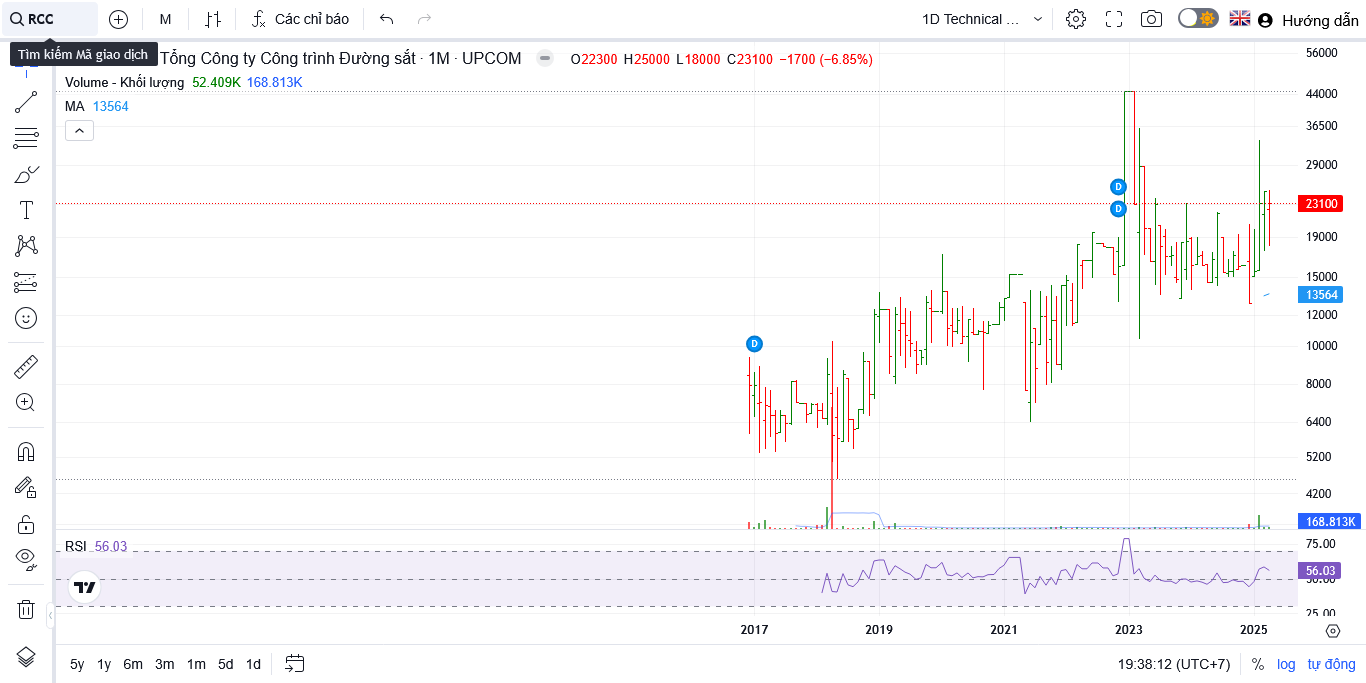 RCC
M
Các chỉ báo
1D Technical ...
Hướng dẫn
Tìm kiếm Mã giao dịch
Tổng Công ty Công trình Đường sắt · 1M · UPCOM
O22300 H25000 L18000 C23100 −1700 (−6.85%)
Volume - Khối lượng 52.409K 168.813K
MA 13564
56000
44000
36500
29000
23100
19000
15000
13564
12000
10000
8000
6400
5200
4200
168.813K
D
D
D
RSI 56.03
75.00
56.03
50.00
25.00
2017 2019 2021 2023 2025
5y 1y 6m 3m 1m 5d 1d
19:38:12 (UTC+7) % log tự động